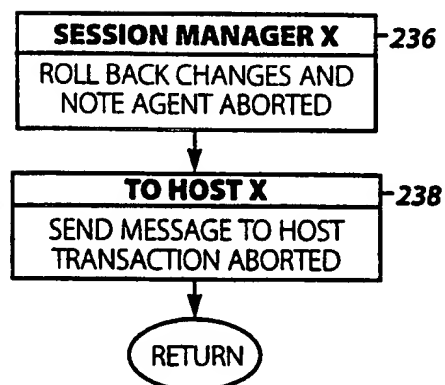 SESSION MANAGER X
236
ROLL BACK CHANGES AND
NOTE AGENT ABORTED
TO HOST X
238
SEND MESSAGE TO HOST
TRANSACTION ABORTED
RETURN